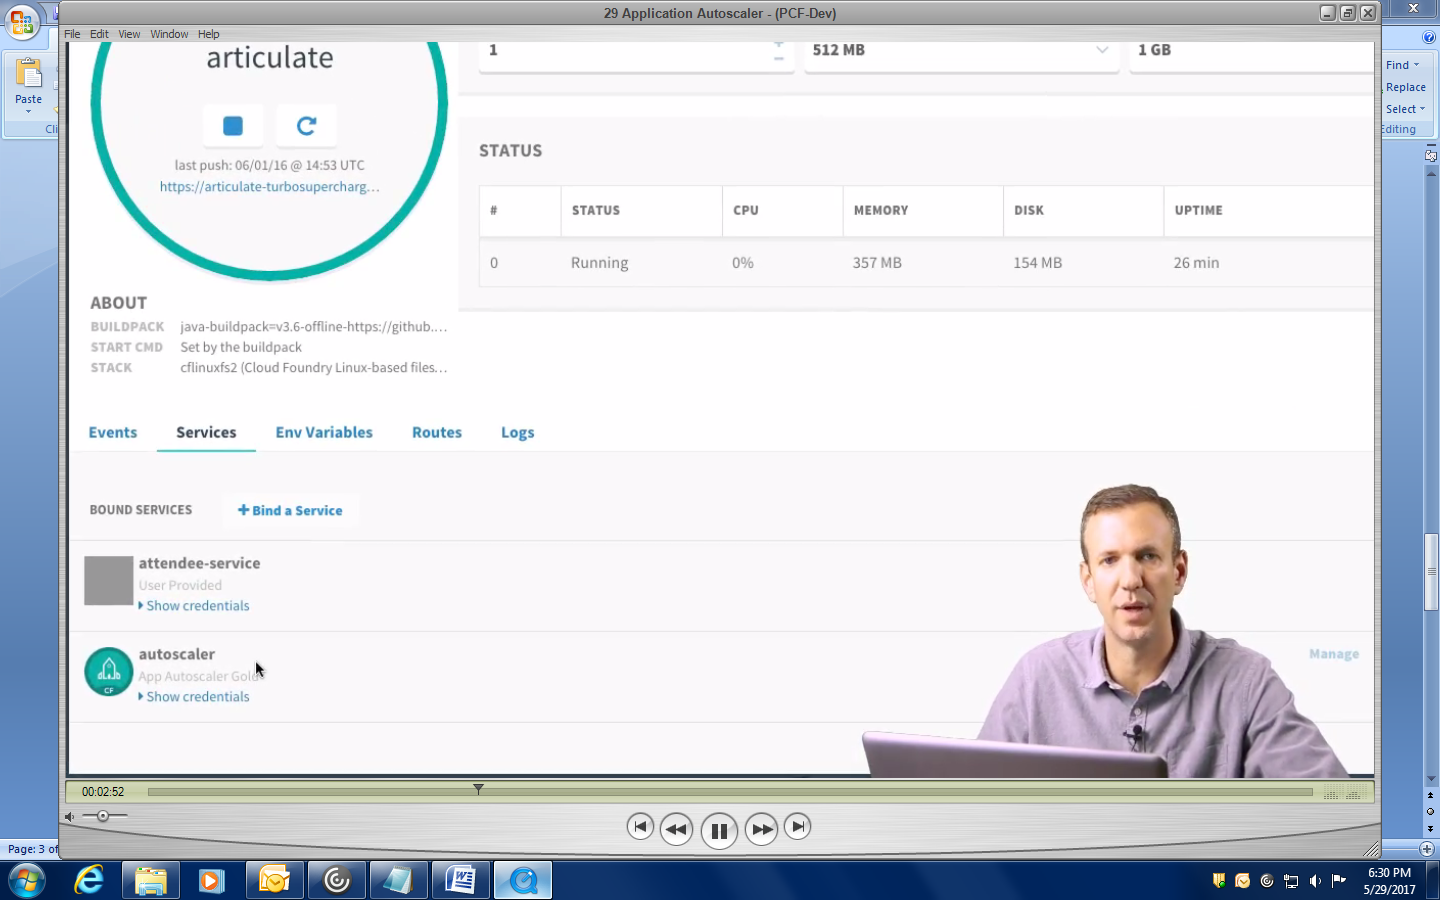 29 Application Autoscaler - (PCF-Dev)
File Edit View Window Help
Paste
Cli
Find
Replace
Select
Editing
articulate
1
512 MB
1 GB
last push: 06/01/16 @ 14:53 UTC
https://articulate-turbosupercharg…
STATUS
# STATUS CPU MEMORY DISK UPTIME
0 Running 0% 357 MB 154 MB 26 min
ABOUT
BUILDPACK java-buildpack=v3.6-offline-https://github.…
START CMD Set by the buildpack
STACK cflinuxfs2 (Cloud Foundry Linux-based files…
Events Services Env Variables Routes Logs
BOUND SERVICES
+ Bind a Service
attendee-service
User Provided
Show credentials
autoscaler
App Autoscaler Gold
Show credentials
CF
Manage
00:02:52
Page: 3 of
6:30 PM
5/29/2017